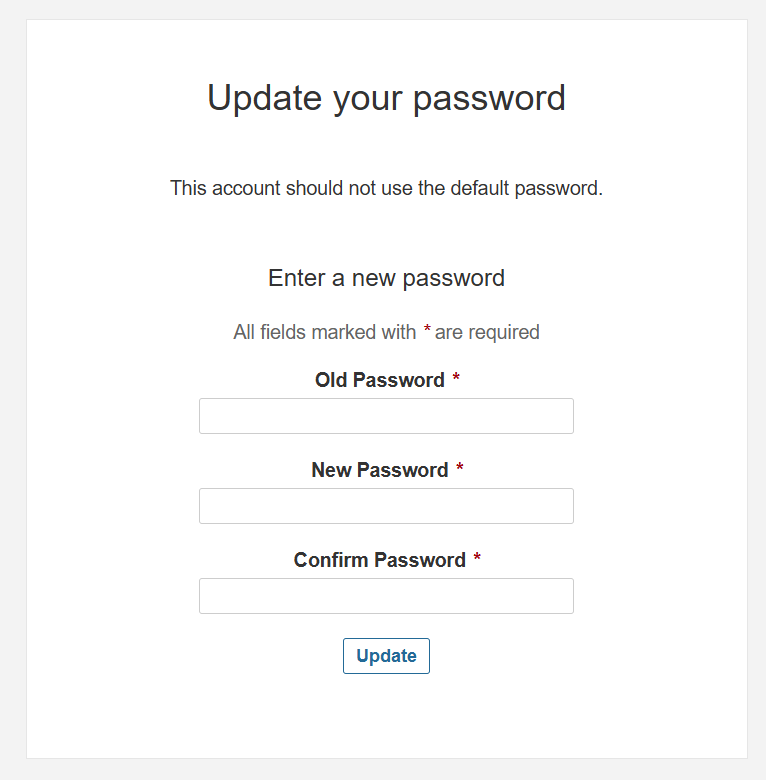 Update your password
This account should not use the default password.
Enter a new password
All fields marked with * are required
Old Password *
New Password *
Confirm Password *
Update